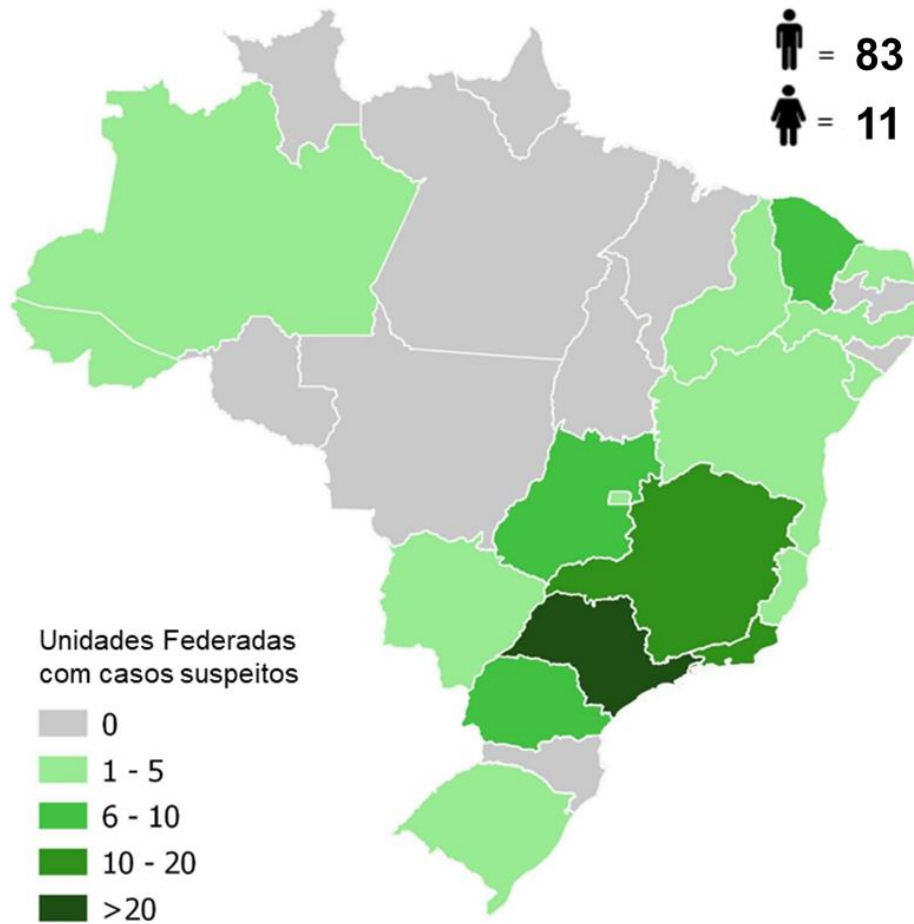 = 83
= 11
Unidades Federadas
com casos suspeitos
0
1 - 5
6 - 10
10 - 20
>20